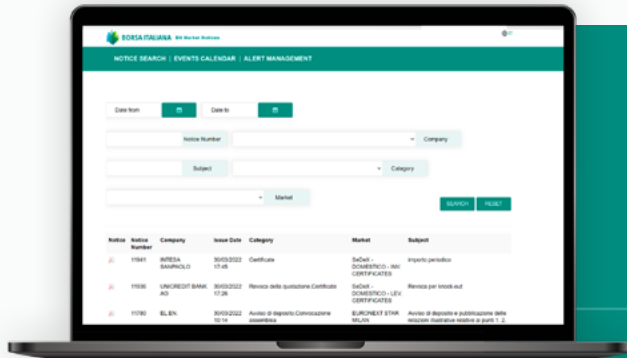 BORSA ITALIANA Bit Market Notices
NOTICE SEARCH | EVENTS CALENDAR | ALERT MANAGEMENT
Date from Date to
Notice Number Company
Subject Category
Market
SEARCH RESET
Notice Notice Number Company Issue Date Category Market Subject
11941 INTESA SANPAOLO 30/03/2022 17:45 Certificate SeDeX - DOMESTICO - INV. CERTIFICATES Importo periodico
UNICREDIT BANK AG 30/03/2022 17:26 Revoca della quotazione,Certificate SeDeX - DOMESTICO - LEV. CERTIFICATES Revoca per knock-out
11780 EL.EN. 30/03/2022 10:14 Avviso di deposito,Convocazione assemblea EURONEXT STAR MILAN Avviso di deposito e pubblicazione delle relazioni illustrative relative ai punti 1, 2,